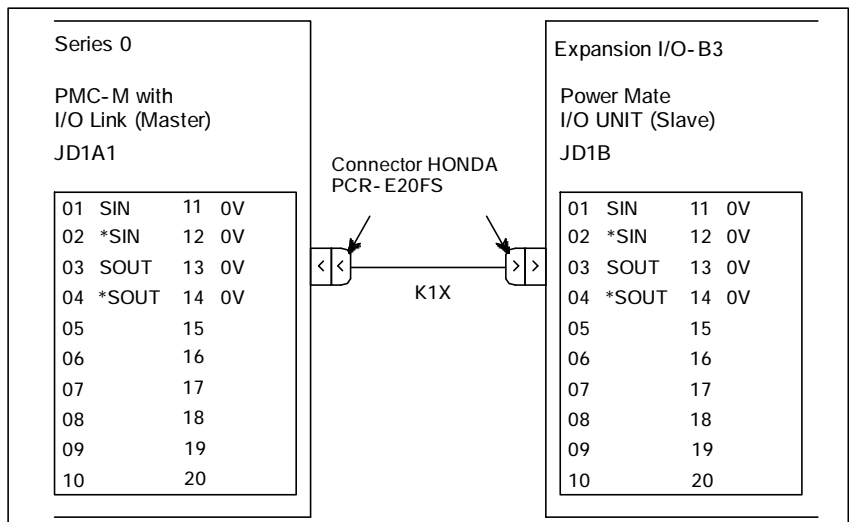 Series 0
PMC-M with
I/O Link (Master)
JD1A1
01 SIN 11 0V
02 *SIN 12 0V
03 SOUT 13 0V
04 *SOUT 14 0V
05 15
06 16
07 17
08 18
09 19
10 20
Connector HONDA
PCR-E20FS
< <
> >
K1X
Expansion I/O-B3
Power Mate
I/O UNIT (Slave)
JD1B
01 SIN 11 0V
02 *SIN 12 0V
03 SOUT 13 0V
04 *SOUT 14 0V
05 15
06 16
07 17
08 18
09 19
10 20